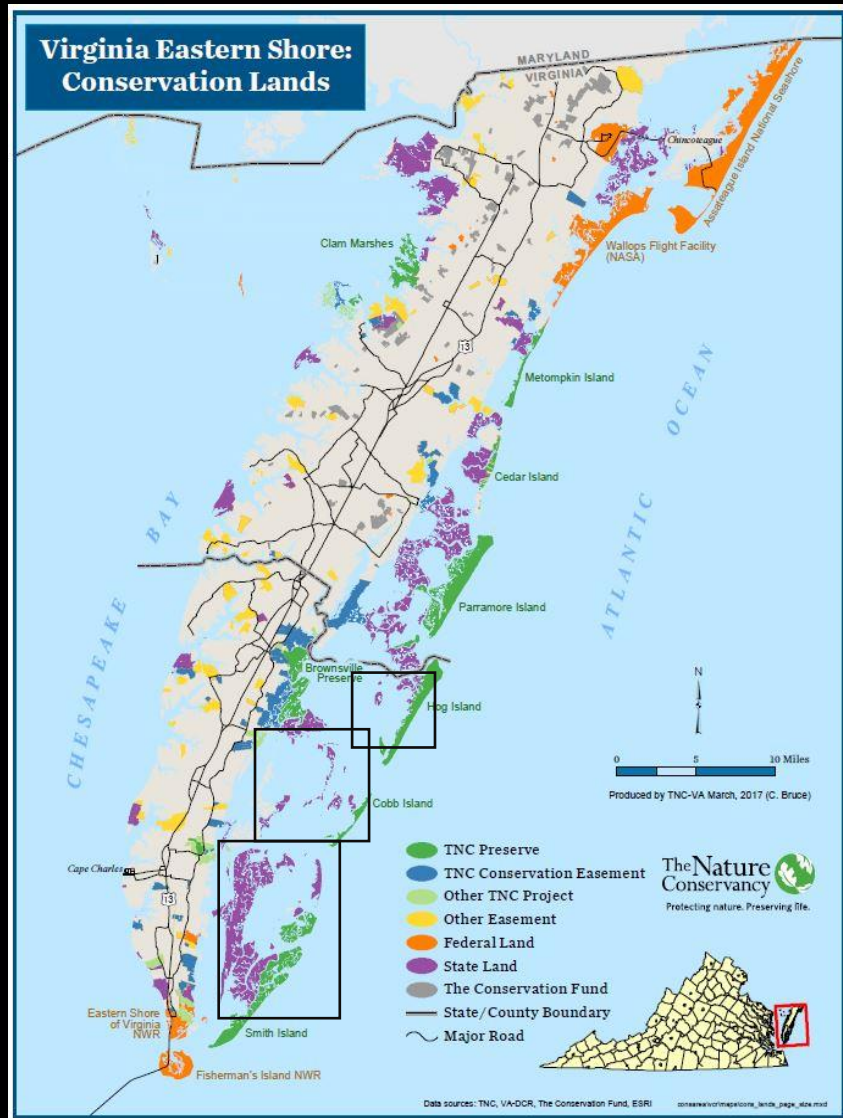 Virginia Eastern Shore:
Conservation Lands
MARYLAND
VIRGINIA
Chincoteague
Assateague Island National Seashore
Clam Marshes
Wallops Flight Facility
(NASA)
13
Metompkin Island
ATLANTIC OCEAN
Cedar Island
CHESAPEAKE BAY
Parramore Island
Brownsville
Preserve
Hog Island
N
0 5 10 Miles
Produced by TNC-VA March, 2017 (C. Bruce)
Cobb Island
Cape Charles
13
TNC Preserve
TNC Conservation Easement
Other TNC Project
Other Easement
Federal Land
State Land
The Conservation Fund
State/County Boundary
Major Road
The Nature
Conservancy
Protecting nature. Preserving life.
Eastern Shore
of Virginia
NWR
Smith Island
Fisherman's Island NWR
Data sources: TNC, VA-DCR, The Conservation Fund, ESRI